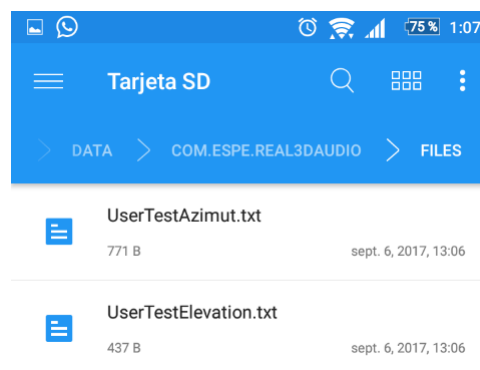 75 % 1:07
Tarjeta SD
DATA COM.ESPE.REAL3DAUDIO FILES
UserTestAzimut.txt
771 B sept. 6, 2017, 13:06
UserTestElevation.txt
437 B sept. 6, 2017, 13:06